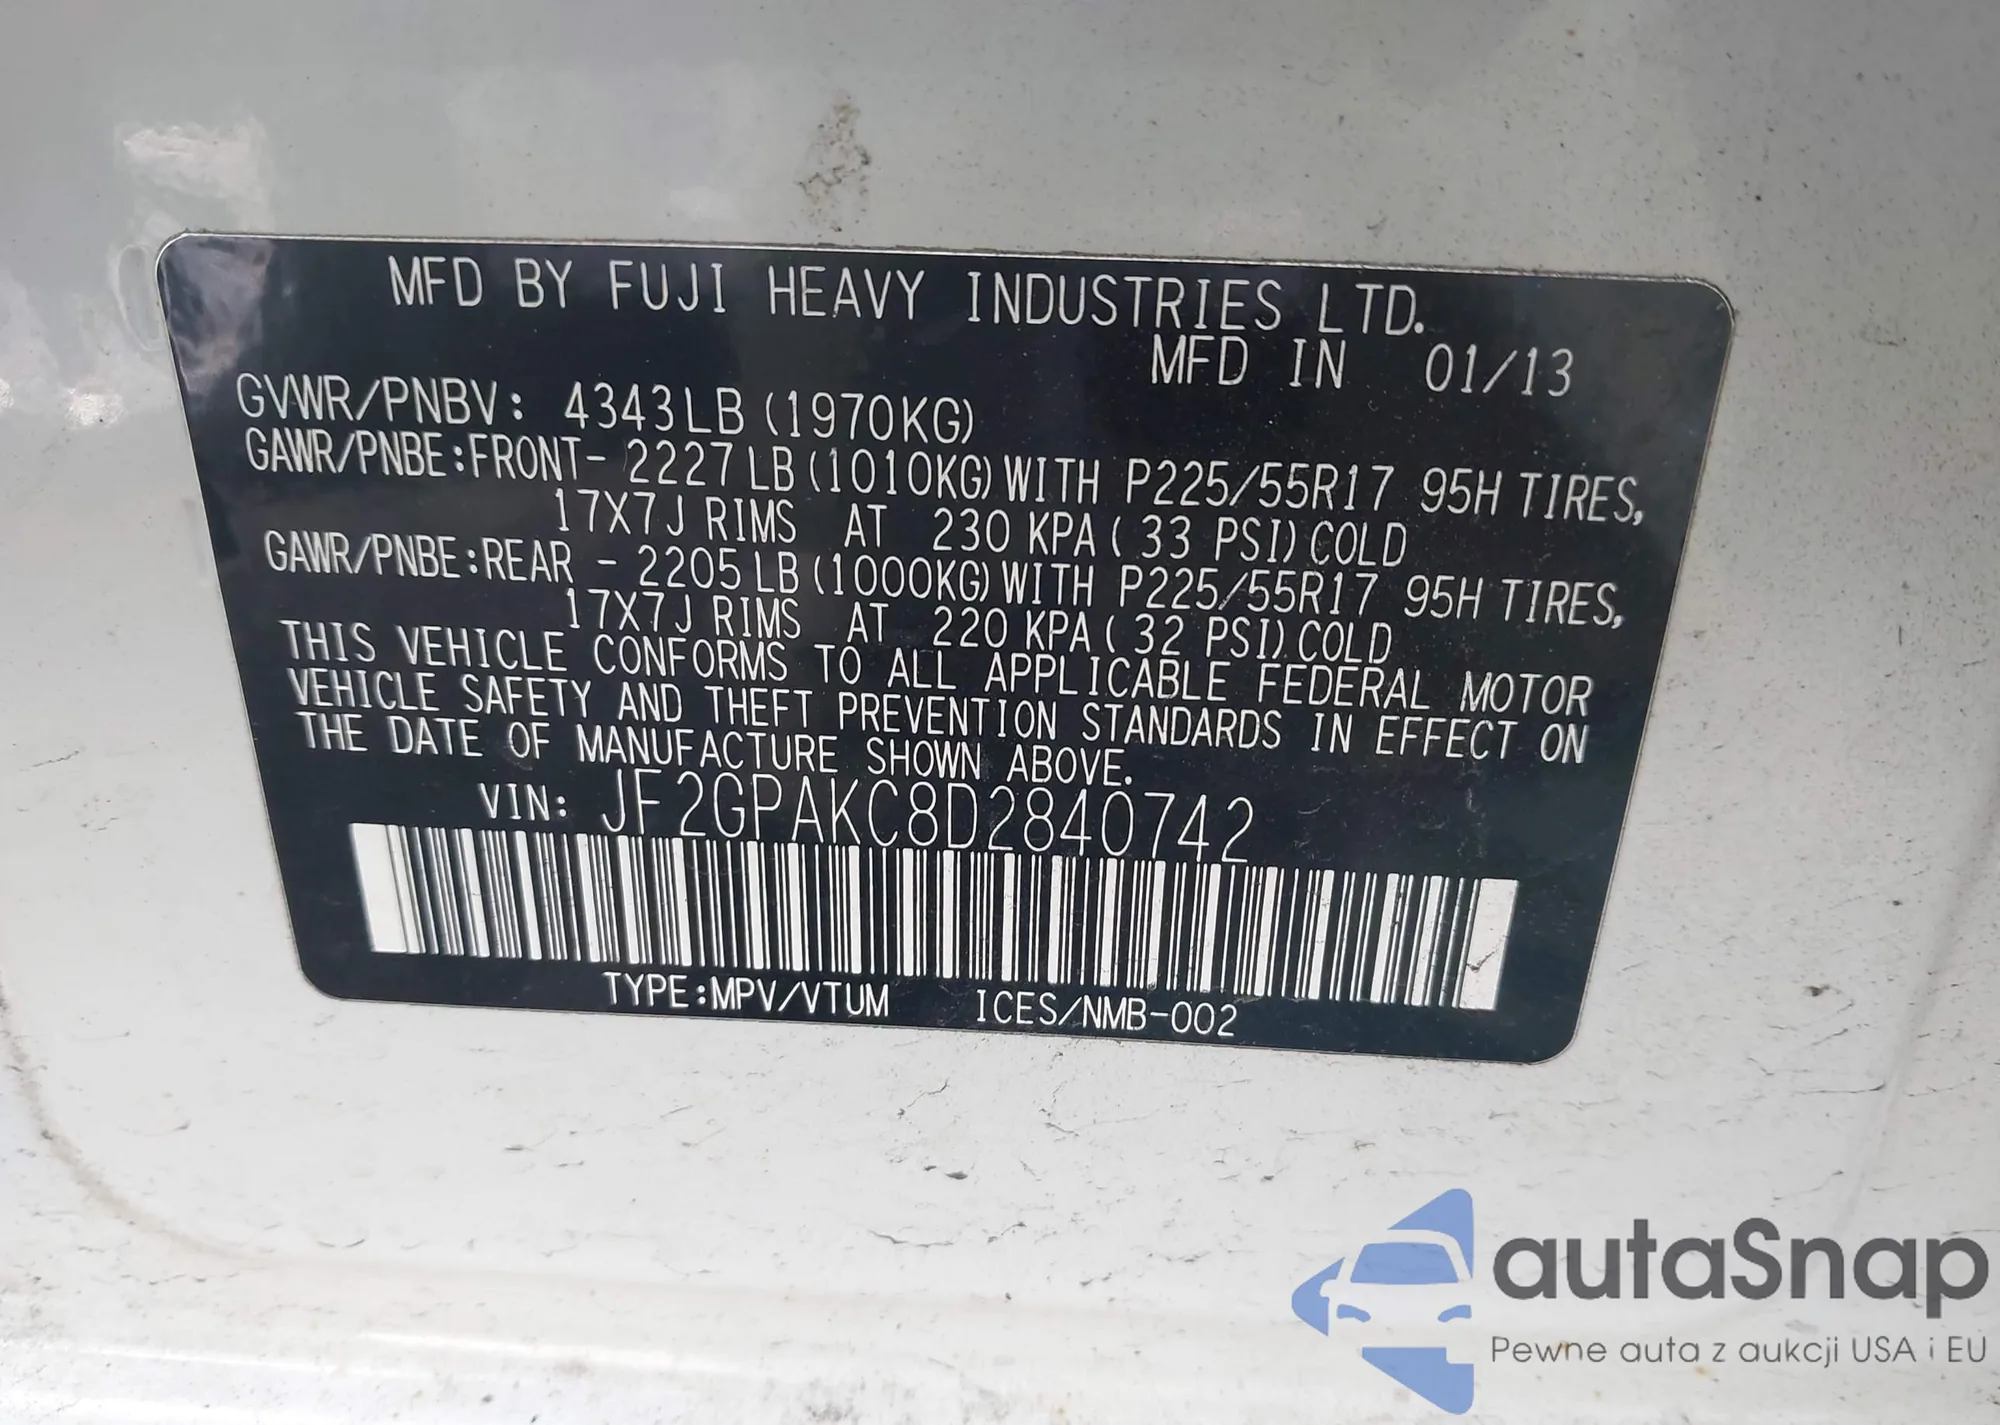 MFD BY FUJI HEAVY INDUSTRIES LTD.
MFD IN 01/13
GVWR/PNBV: 4343LB (1970KG)
GAWR/PNBE:FRONT- 2227LB (1010KG) WITH P225/55R17 95H TIRES,
17X7J RIMS AT 230 KPA ( 33 PSI) COLD
GAWR/PNBE:REAR - 2205LB (1000KG) WITH P225/55R17 95H TIRES,
17X7J RIMS AT 220 KPA ( 32 PSI) COLD
THIS VEHICLE CONFORMS TO ALL APPLICABLE FEDERAL MOTOR
VEHICLE SAFETY AND THEFT PREVENTION STANDARDS IN EFFECT ON
THE DATE OF MANUFACTURE SHOWN ABOVE.
VIN: JF2GPAKC8D2840742
TYPE:MPV/VTUM ICES/NMB-002
autaSnap
Pewne auta z aukcji USA i EU